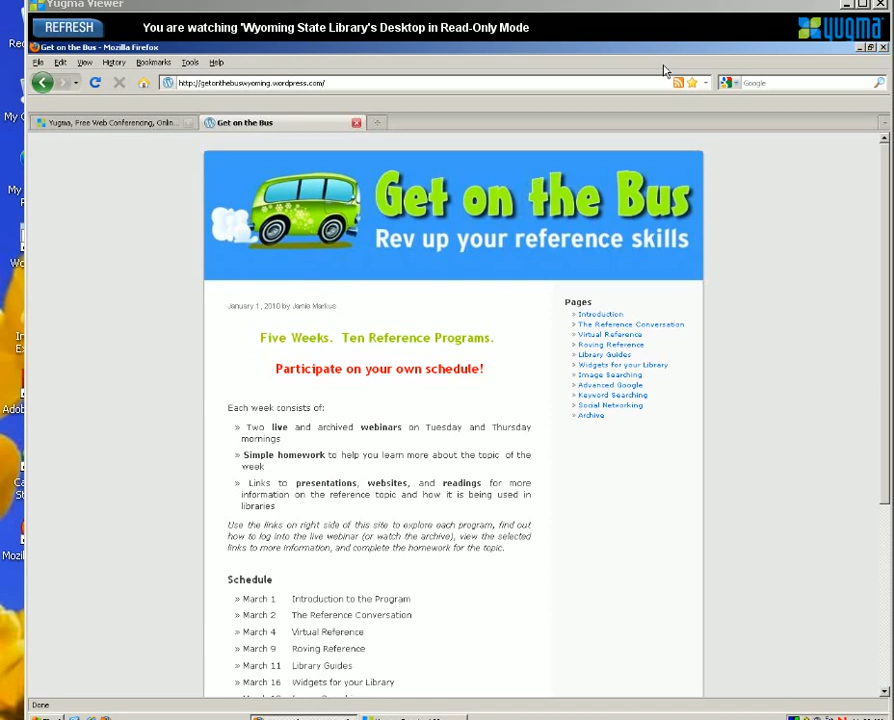 Yugma Viewer
REFRESH
You are watching 'Wyoming State Library's Desktop in Read-Only Mode
yugma
Get on the Bus - Mozilla Firefox
File Edit View History Bookmarks Tools Help
http://getonthebuswyoming.wordpress.com/
Google
Yugma, Free Web Conferencing, Onlin...
Get on the Bus
Get on the Bus
Rev up your reference skills
January 1, 2010 by Jamie Markus
Five Weeks. Ten Reference Programs.
Participate on your own schedule!
Each week consists of:
» Two live and archived webinars on Tuesday and Thursday
mornings
» Simple homework to help you learn more about the topic of the
week
» Links to presentations, websites, and readings for more
information on the reference topic and how it is being used in
libraries
Use the links on right side of this site to explore each program, find out
how to log into the live webinar (or watch the archive), view the selected
links to more information, and complete the homework for the topic.
Schedule
» March 1 Introduction to the Program
» March 2 The Reference Conversation
» March 4 Virtual Reference
» March 9 Roving Reference
» March 11 Library Guides
» March 16 Widgets for your Library
Pages
» Introduction
» The Reference Conversation
» Virtual Reference
» Roving Reference
» Library Guides
» Widgets for your Library
» Image Searching
» Advanced Google
» Keyword Searching
» Social Networking
» Archive
Done